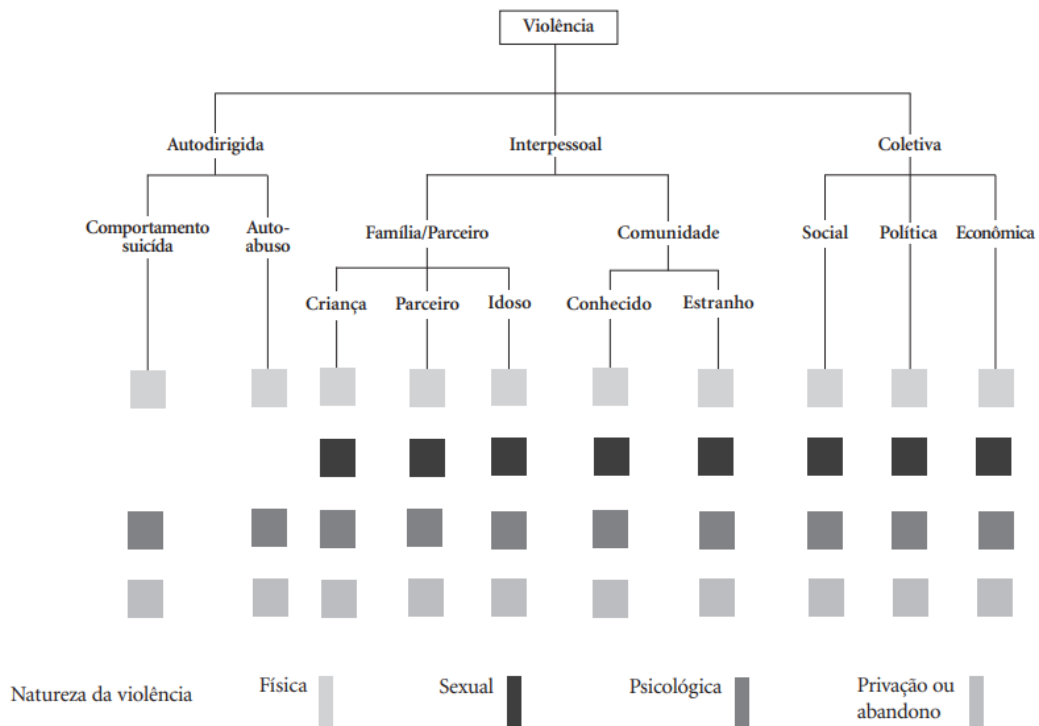 Violência
Autodirigida
Interpessoal
Coletiva
Comportamento
suicída
Auto-
abuso
Família/Parceiro
Comunidade
Social
Política
Econômica
Criança
Parceiro
Idoso
Conhecido
Estranho
Natureza da violência
Física
Sexual
Psicológica
Privação ou
abandono